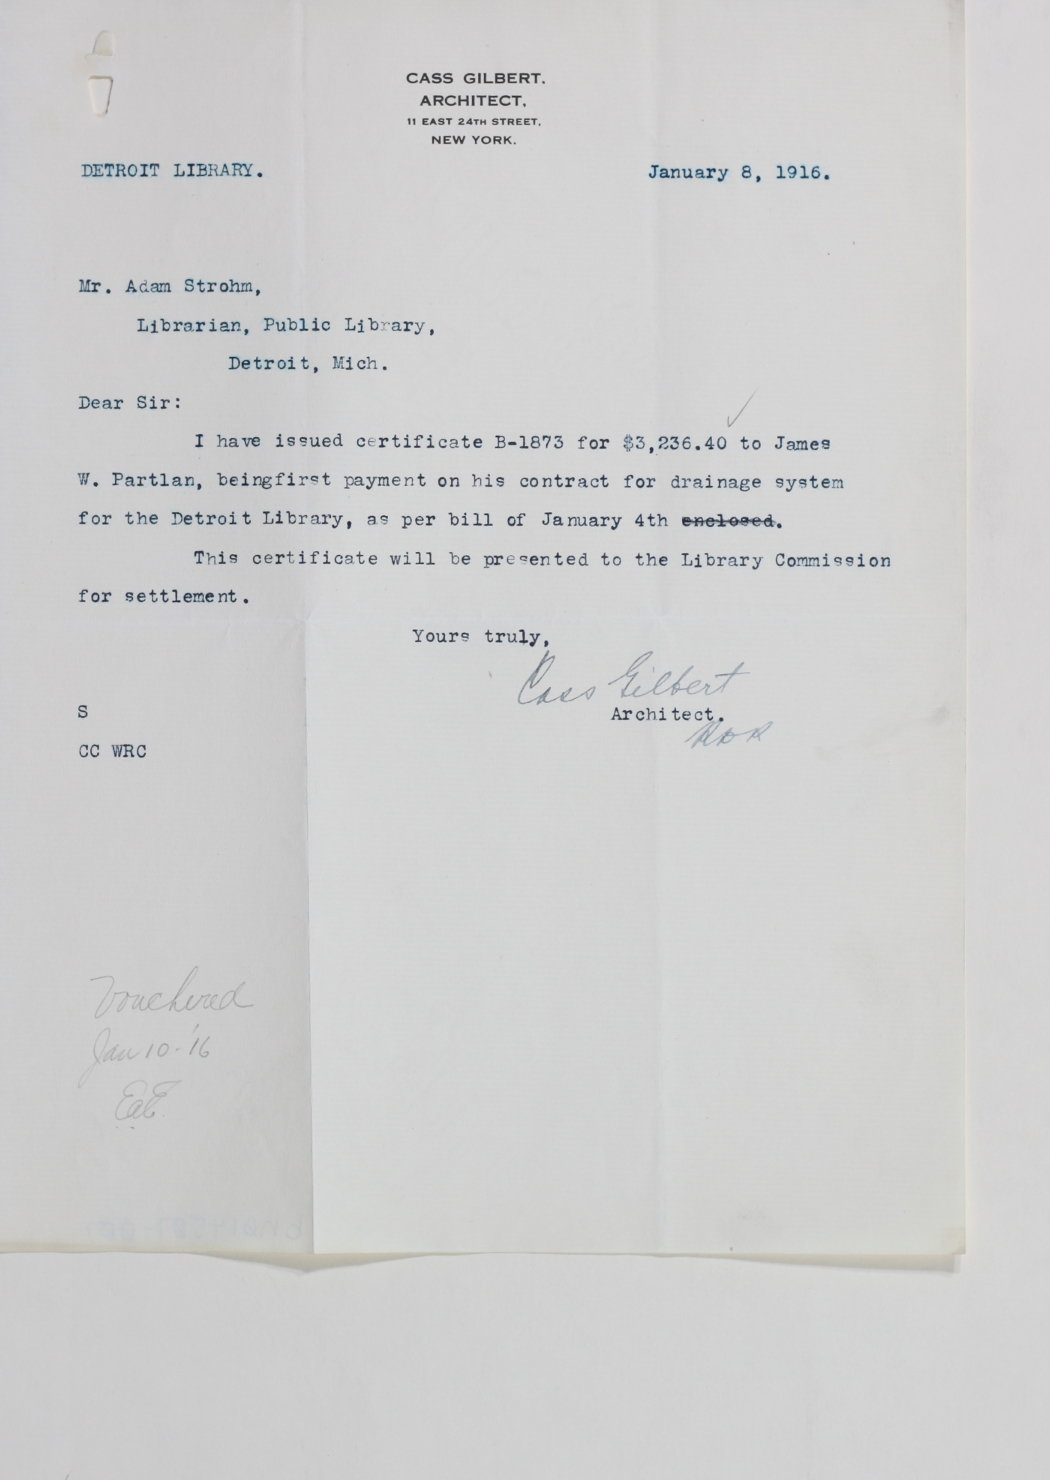 CASS GILBERT.
ARCHITECT,
11 EAST 24TH STREET,
NEW YORK.
DETROIT LIBRARY. January 8, 1916.
Mr. Adam Strohm,
Librarian, Public Library,
Detroit, Mich.
Dear Sir:
I have issued certificate B-1873 for $3,236.40 to James
W. Partlan, beingfirst payment on his contract for drainage system
for the Detroit Library, as per bill of January 4th enclosed.
This certificate will be presented to the Library Commission
for settlement.
Yours truly,
Cass Gilbert
S Architect.
CC WRC
Vouchered
Jan 10-'16